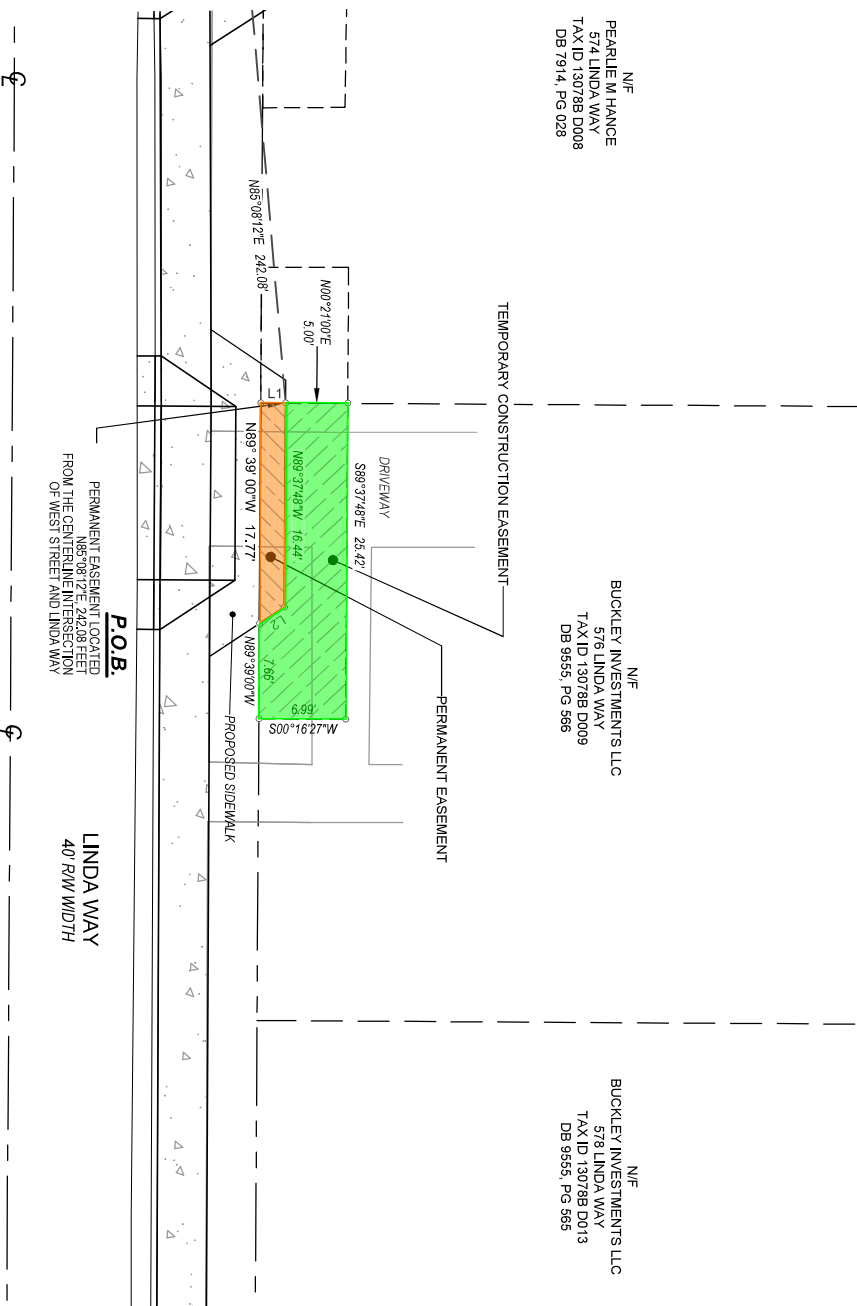 N/F
PEARLIE M HANCE
574 LINDA WAY
TAX ID 13078B D008
DB 7914, PG 028
N/F
BUCKLEY INVESTMENTS LLC
576 LINDA WAY
TAX ID 13078B D009
DB 9555, PG 566
N/F
BUCKLEY INVESTMENTS LLC
578 LINDA WAY
TAX ID 13078B D013
DB 9555, PG 565
TEMPORARY CONSTRUCTION EASEMENT
PERMANENT EASEMENT
DRIVEWAY
S89°37'48"E 25.42'
N00°21'00"E
5.00'
N85°08'12"E 242.08'
L1
N89°37'48"W 16.44'
N89° 39' 00"W 17.77'
L2
7.66'
N89°39'00"W
6.99'
S00°16'27"W
PROPOSED SIDEWALK
P.O.B.
PERMANENT EASEMENT LOCATED
N85°08'12"E, 242.08 FEET
FROM THE CENTERLINE INTERSECTION
OF WEST STREET AND LINDA WAY
LINDA WAY
40' R/W WIDTH
CL
CL